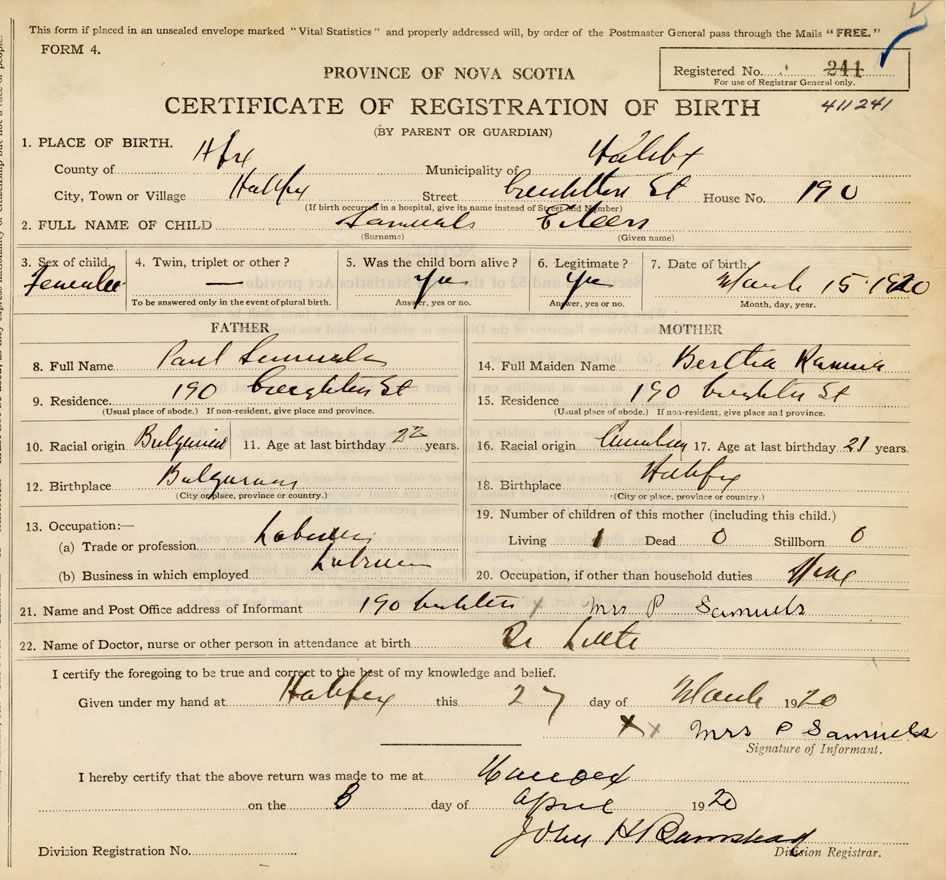 This form if placed in an unsealed envelope marked "Vital Statistics" and properly addressed will, by order of the Postmaster General pass through the Mails "FREE."
FORM 4.
PROVINCE OF NOVA SCOTIA
Registered No. 241
For use of Registrar General only.
CERTIFICATE OF REGISTRATION OF BIRTH
411241
(BY PARENT OR GUARDIAN)
1. PLACE OF BIRTH.
County of Hfx Municipality of Halifax
City, Town or Village Halifax Street Creighton St House No. 190
(If birth occurred in a hospital, give its name instead of Street and Number)
2. FULL NAME OF CHILD Samuels Eileen
(Surname) (Given name)
3. Sex of child. Female 4. Twin, triplet or other? — 5. Was the child born alive? Yes 6. Legitimate? Yes 7. Date of birth. March 15 1920
To be answered only in the event of plural birth. Answer, yes or no. Answer, yes or no. Month, day, year.
FATHER MOTHER
8. Full Name Paul Samuels 14. Full Maiden Name Bertha
9. Residence. 190 Creighton St 15. Residence 190 Creighton St
(Usual place of abode.) If non-resident, give place and province. (Usual place of abode.) If non-resident, give place and province.
10. Racial origin 11. Age at last birthday 22 years. 16. Racial origin 17. Age at last birthday 21 years.
12. Birthplace 18. Birthplace Halifax
(City or place, province or country.) (City or place, province or country.)
13. Occupation:— 19. Number of children of this mother (including this child.)
(a) Trade or profession Laborer Living 1 Dead 0 Stillborn 0
(b) Business in which employed Laborer 20. Occupation, if other than household duties None
21. Name and Post Office address of Informant 190 Creighton x Mrs P Samuels
22. Name of Doctor, nurse or other person in attendance at birth Dr
I certify the foregoing to be true and correct to the best of my knowledge and belief.
Given under my hand at Halifax this 27 day of March 1920
x x Mrs P Samuels
Signature of Informant.
I hereby certify that the above return was made to me at
on the day of April 1920
John H
Division Registration No. Division Registrar.